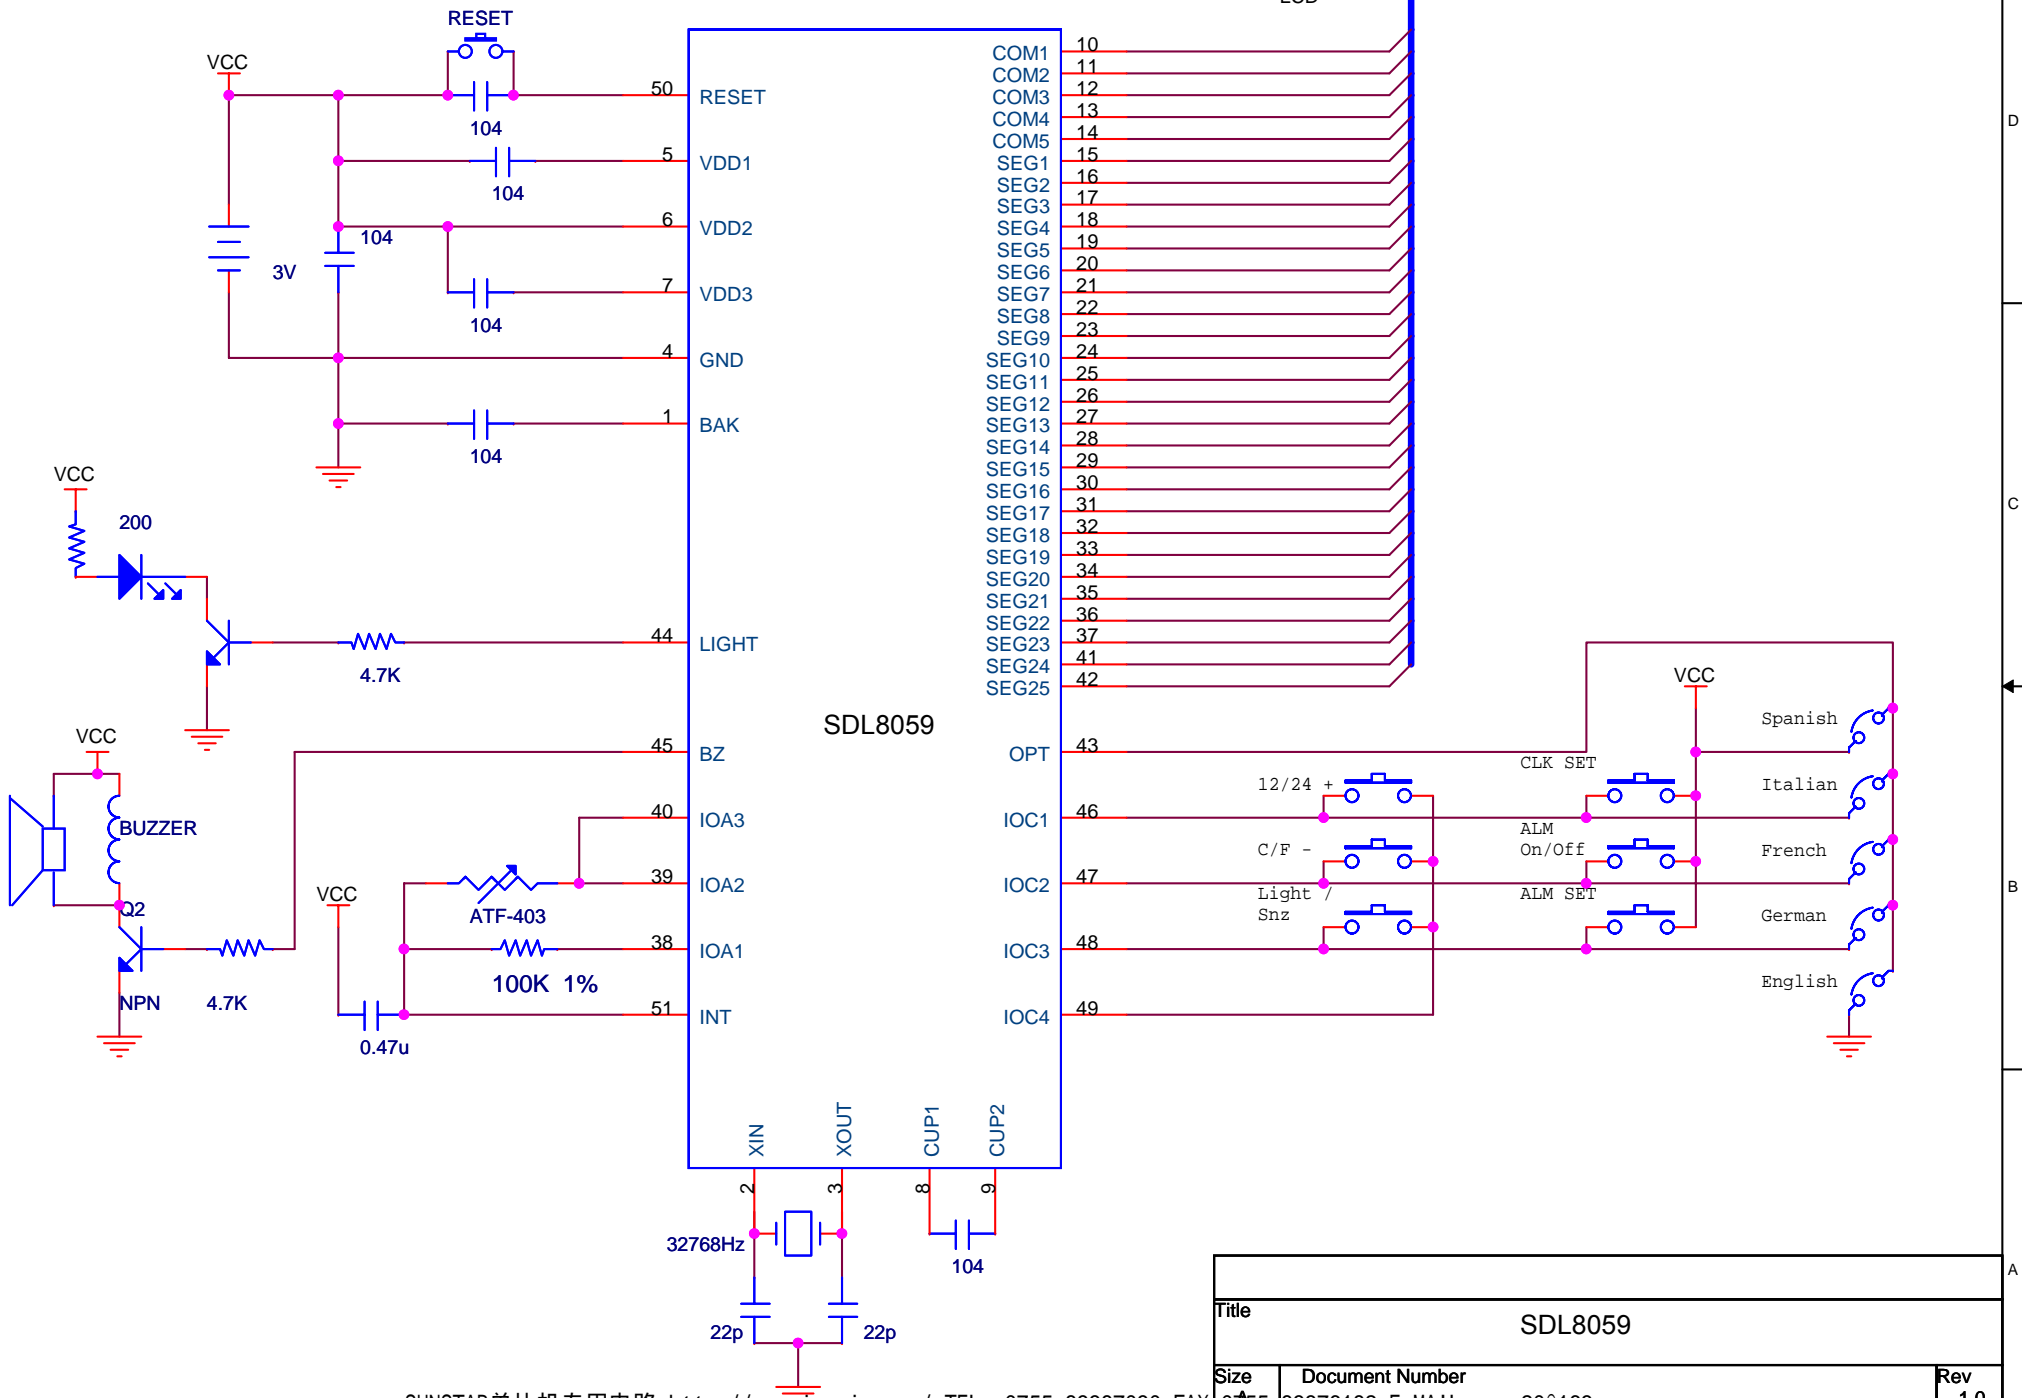 RESET
VCC
104
104
104
3V
104
104
50 RESET
5 VDD1
6 VDD2
7 VDD3
4 GND
1 BAK
44 LIGHT
45 BZ
40 IOA3
39 IOA2
38 IOA1
51 INT
VCC
200
4.7K
VCC
BUZZER
Q2
NPN
4.7K
VCC
ATF-403
100K 1%
0.47u
SDL8059
COM1 10
COM2 11
COM3 12
COM4 13
COM5 14
SEG1 15
SEG2 16
SEG3 17
SEG4 18
SEG5 19
SEG6 20
SEG7 21
SEG8 22
SEG9 23
SEG10 24
SEG11 25
SEG12 26
SEG13 27
SEG14 28
SEG15 29
SEG16 30
SEG17 31
SEG18 32
SEG19 33
SEG20 34
SEG21 35
SEG22 36
SEG23 37
SEG24 41
SEG25 42
OPT 43
IOC1 46
IOC2 47
IOC3 48
IOC4 49
12/24 +
C/F -
Light /
Snz
VCC
CLK SET
ALM
On/Off
ALM SET
Spanish
Italian
French
German
English
XIN
XOUT
CUP1
CUP2
2
3
8
9
32768Hz
104
22p
22p
D
C
B
A
Title
SDL8059
Size
Document Number
Rev